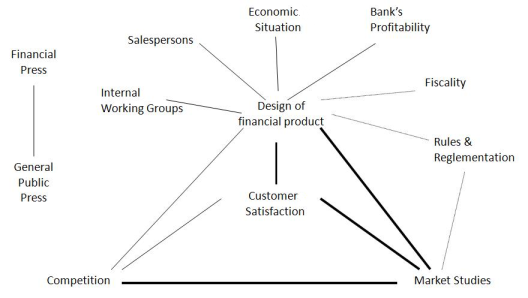 Economic
Situation
Bank's
Profitability
Salespersons
Financial
Press
Fiscality
Internal
Working Groups
Design of
financial product
Rules &
Reglementation
General
Public
Press
Customer
Satisfaction
Competition
Market Studies